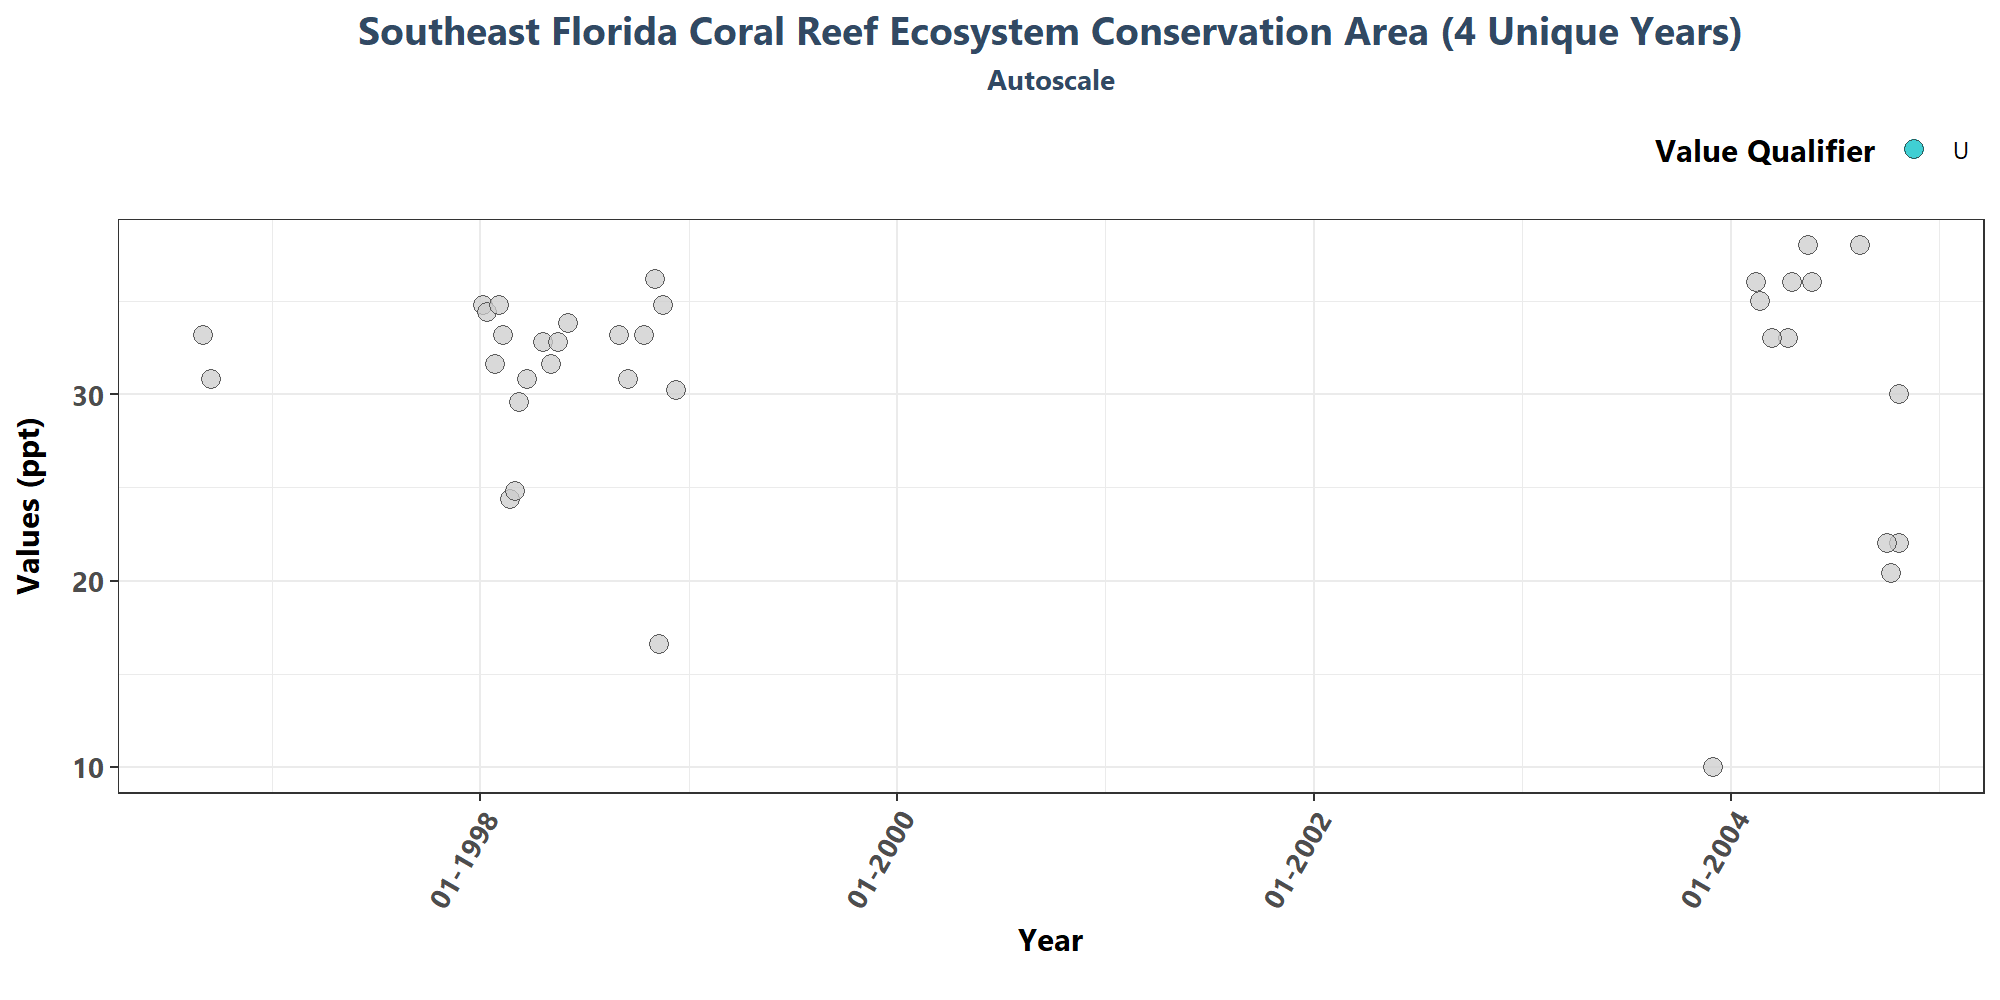 Southeast Florida Coral Reef Ecosystem Conservation Area (4 Unique Years)
Autoscale
Value Qualifier U
Values (ppt)
30
20
10
01-1998
01-2000
01-2002
01-2004
Year